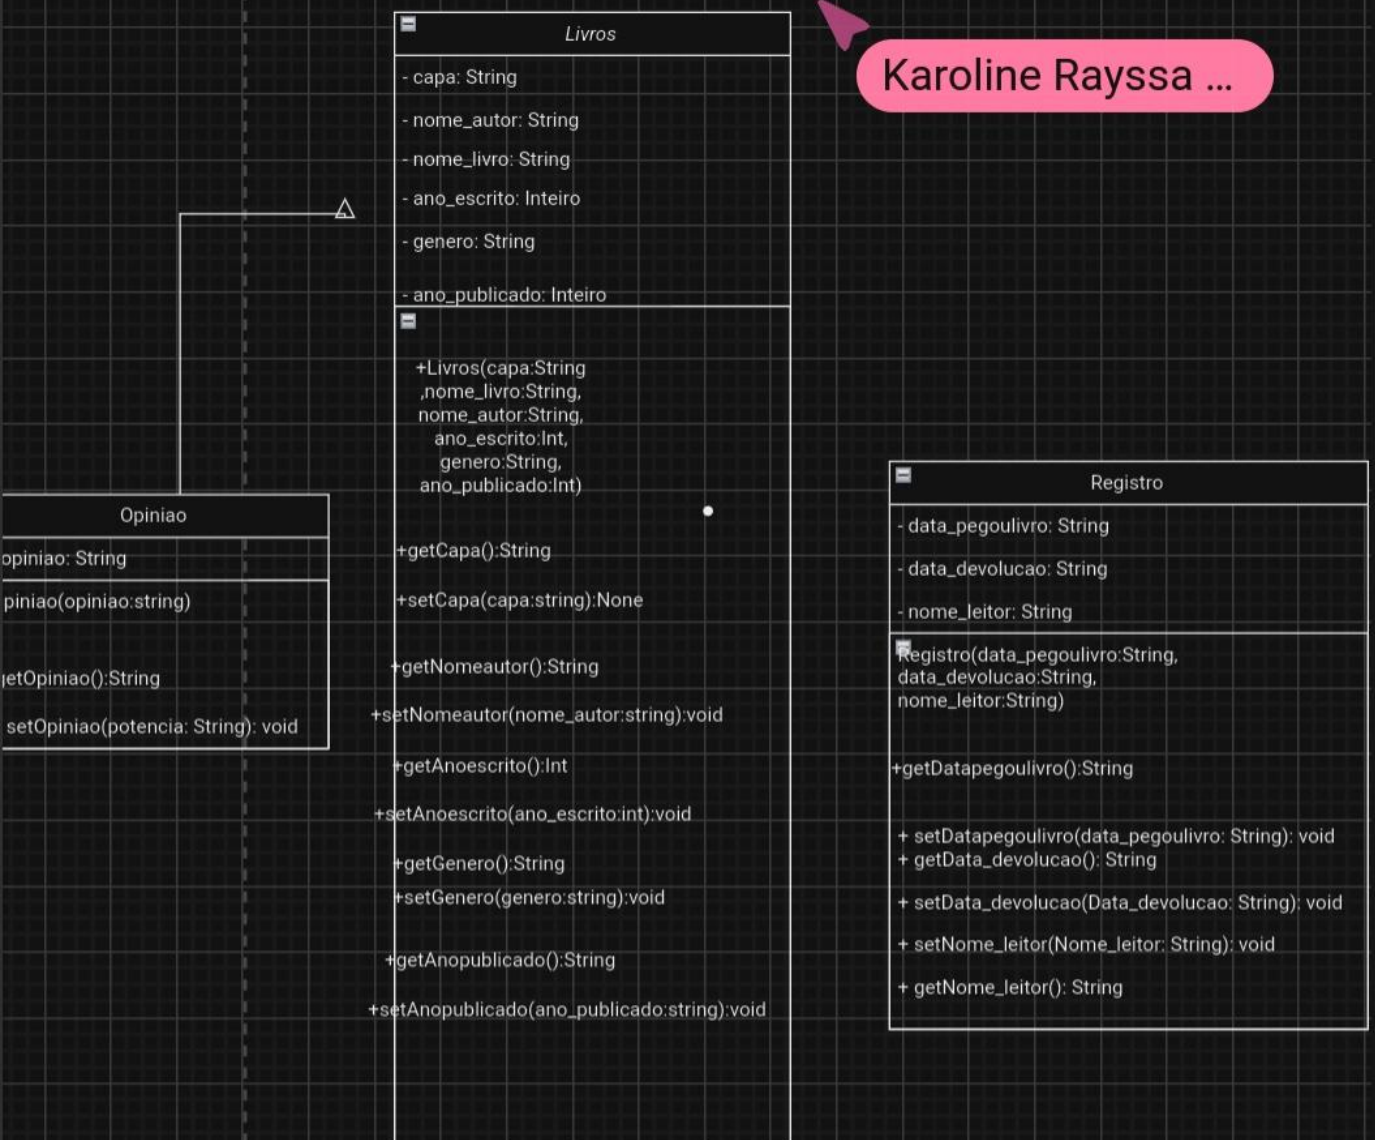 Livros
- capa: String
- nome_autor: String
- nome_livro: String
- ano_escrito: Inteiro
- genero: String
- ano_publicado: Inteiro
+Livros(capa:String
,nome_livro:String,
nome_autor:String,
ano_escrito:Int,
genero:String,
ano_publicado:Int)
+getCapa():String
+setCapa(capa:string):None
+getNomeautor():String
+setNomeautor(nome_autor:string):void
+getAnoescrito():Int
+setAnoescrito(ano_escrito:int):void
+getGenero():String
+setGenero(genero:string):void
+getAnopublicado():String
+setAnopublicado(ano_publicado:string):void
Karoline Rayssa ...
Opiniao
opiniao: String
piniao(opiniao:string)
getOpiniao():String
setOpiniao(potencia: String): void
Registro
- data_pegoulivro: String
- data_devolucao: String
- nome_leitor: String
Registro(data_pegoulivro:String,
data_devolucao:String,
nome_leitor:String)
+getDatapegoulivro():String
+ setDatapegoulivro(data_pegoulivro: String): void
+ getData_devolucao(): String
+ setData_devolucao(Data_devolucao: String): void
+ setNome_leitor(Nome_leitor: String): void
+ getNome_leitor(): String